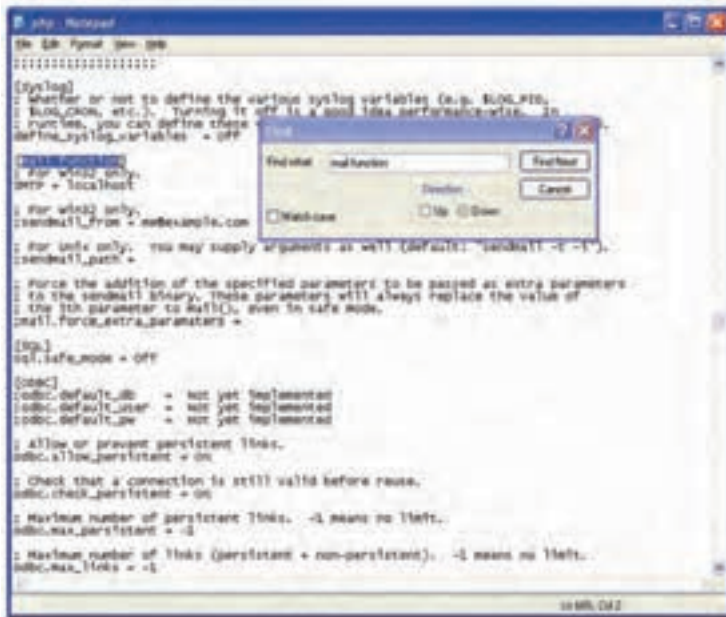 php - Notepad
File Edit Format View Help
;;;;;;;;;;;;;;;;;;;
[Syslog]
; Whether or not to define the various syslog variables (e.g. $LOG_PID,
; $LOG_CRON, etc.). Turning it off is a good idea performance-wise. In
; runtime, you can define these
define_syslog_variables = Off
[mail function]
; For Win32 only.
SMTP = localhost
; For Win32 only.
;sendmail_from = me@example.com
; For Unix only. You may supply arguments as well (default: "sendmail -t -i").
;sendmail_path =
; Force the addition of the specified parameters to be passed as extra parameters
; to the sendmail binary. These parameters will always replace the value of
; the 5th parameter to mail(), even in safe mode.
;mail.force_extra_paramaters =
[SQL]
sql.safe_mode = Off
[ODBC]
;odbc.default_db = Not yet implemented
;odbc.default_user = Not yet implemented
;odbc.default_pw = Not yet implemented
; Allow or prevent persistent links.
odbc.allow_persistent = On
; Check that a connection is still valid before reuse.
odbc.check_persistent = On
; Maximum number of persistent links. -1 means no limit.
odbc.max_persistent = -1
; Maximum number of links (persistent + non-persistent). -1 means no limit.
odbc.max_links = -1
Find
Find what: mail function
Find Next
Direction
Cancel
Match case
Up Down